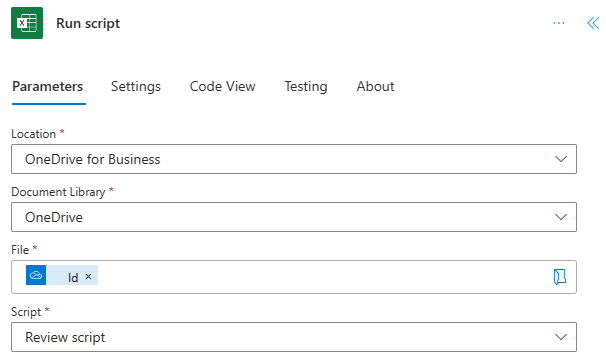 Run script
Parameters Settings Code View Testing About
Location *
OneDrive for Business
Document Library *
OneDrive
File *
Id ×
Script *
Review script